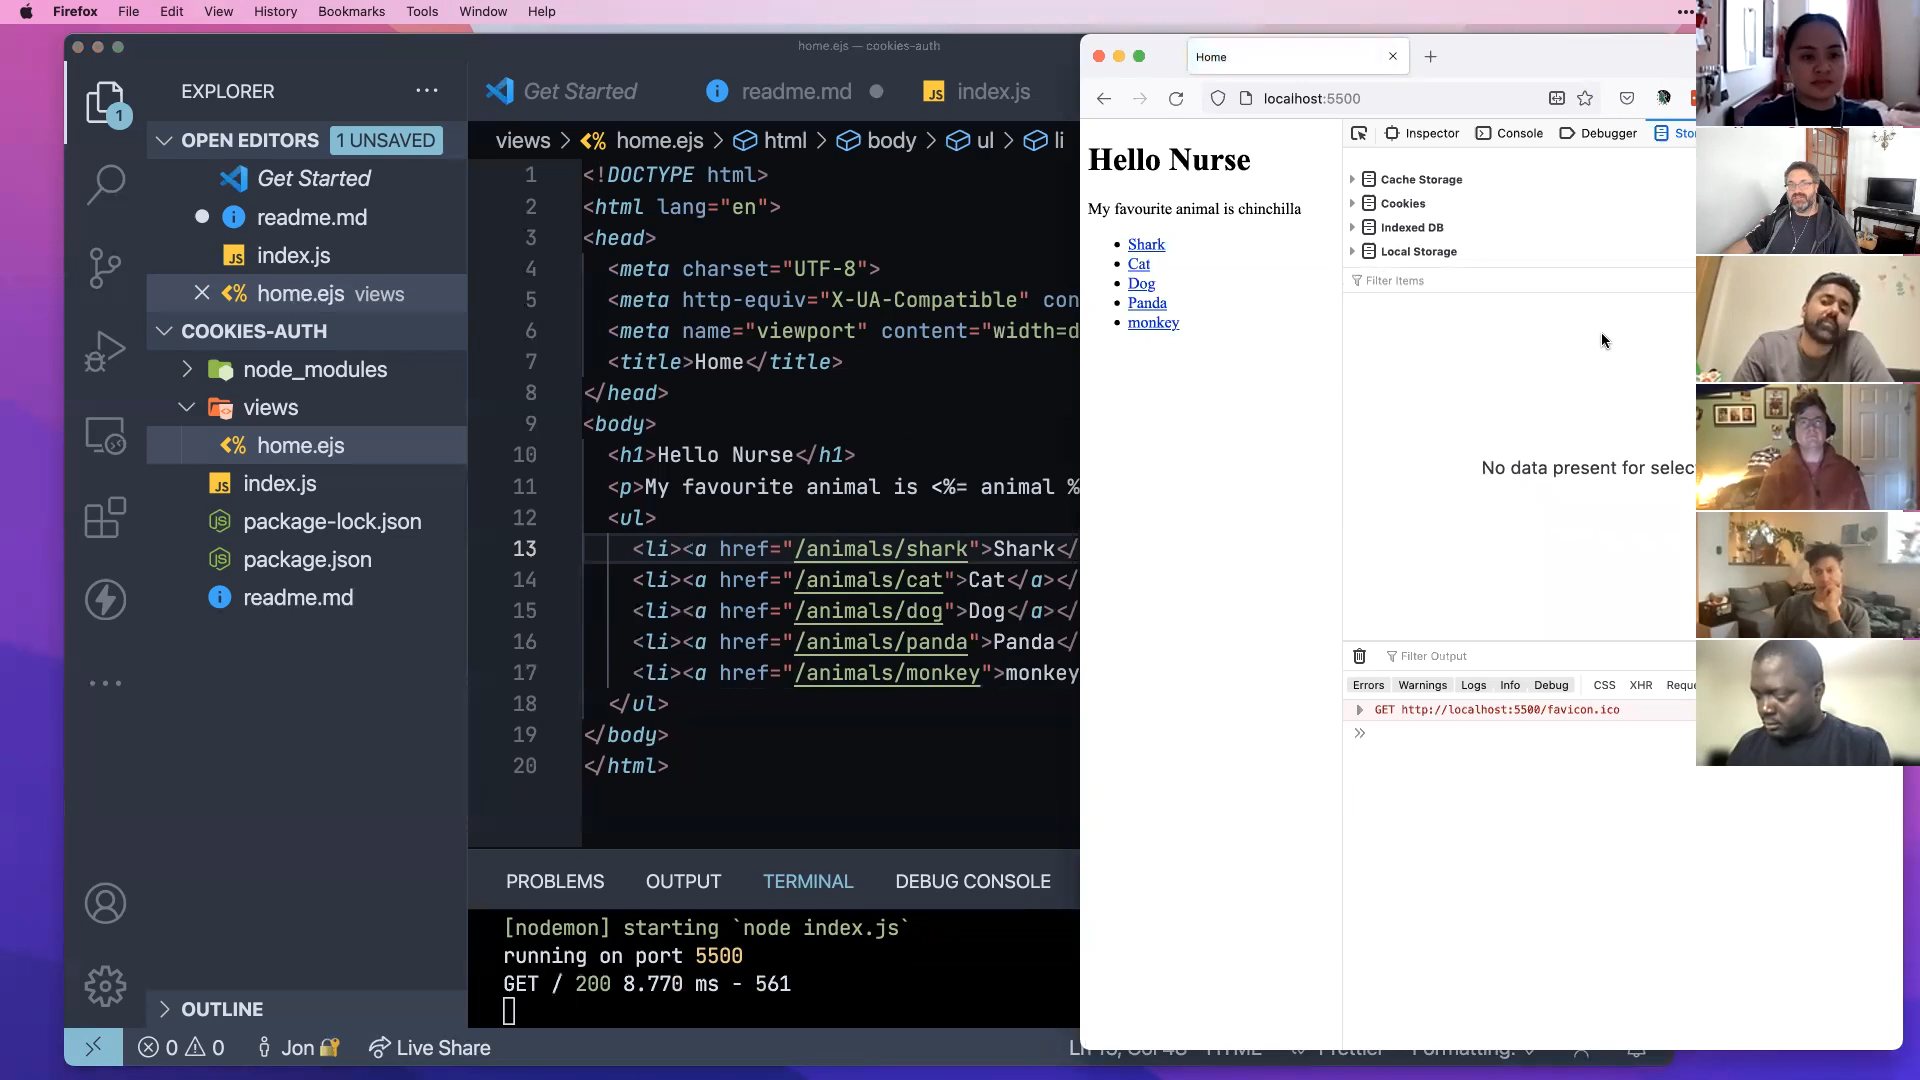 Firefox File Edit View History Bookmarks Tools Window Help
home.ejs — cookies-auth
EXPLORER
OPEN EDITORS 1 UNSAVED
Get Started
readme.md
index.js
home.ejs views
COOKIES-AUTH
node_modules
views
home.ejs
index.js
package-lock.json
package.json
readme.md
OUTLINE
1
Get Started readme.md index.js
views > home.ejs > html > body > ul > li
1 <!DOCTYPE html>
2 <html lang="en">
3 <head>
4 <meta charset="UTF-8">
5 <meta http-equiv="X-UA-Compatible" con
6 <meta name="viewport" content="width=d
7 <title>Home</title>
8 </head>
9 <body>
10 <h1>Hello Nurse</h1>
11 <p>My favourite animal is <%= animal %
12 <ul>
13 <li><a href="/animals/shark">Shark</
14 <li><a href="/animals/cat">Cat</a></
15 <li><a href="/animals/dog">Dog</a></
16 <li><a href="/animals/panda">Panda</
17 <li><a href="/animals/monkey">monkey
18 </ul>
19 </body>
20 </html>
PROBLEMS OUTPUT TERMINAL DEBUG CONSOLE
[nodemon] starting `node index.js`
running on port 5500
GET / 200 8.770 ms - 561
0 0 Jon Live Share
Home
localhost:5500
Hello Nurse
My favourite animal is chinchilla
Shark
Cat
Dog
Panda
monkey
Inspector Console Debugger Sto
Cache Storage
Cookies
Indexed DB
Local Storage
Filter Items
No data present for selec
Filter Output
Errors Warnings Logs Info Debug CSS XHR Reque
GET http://localhost:5500/favicon.ico